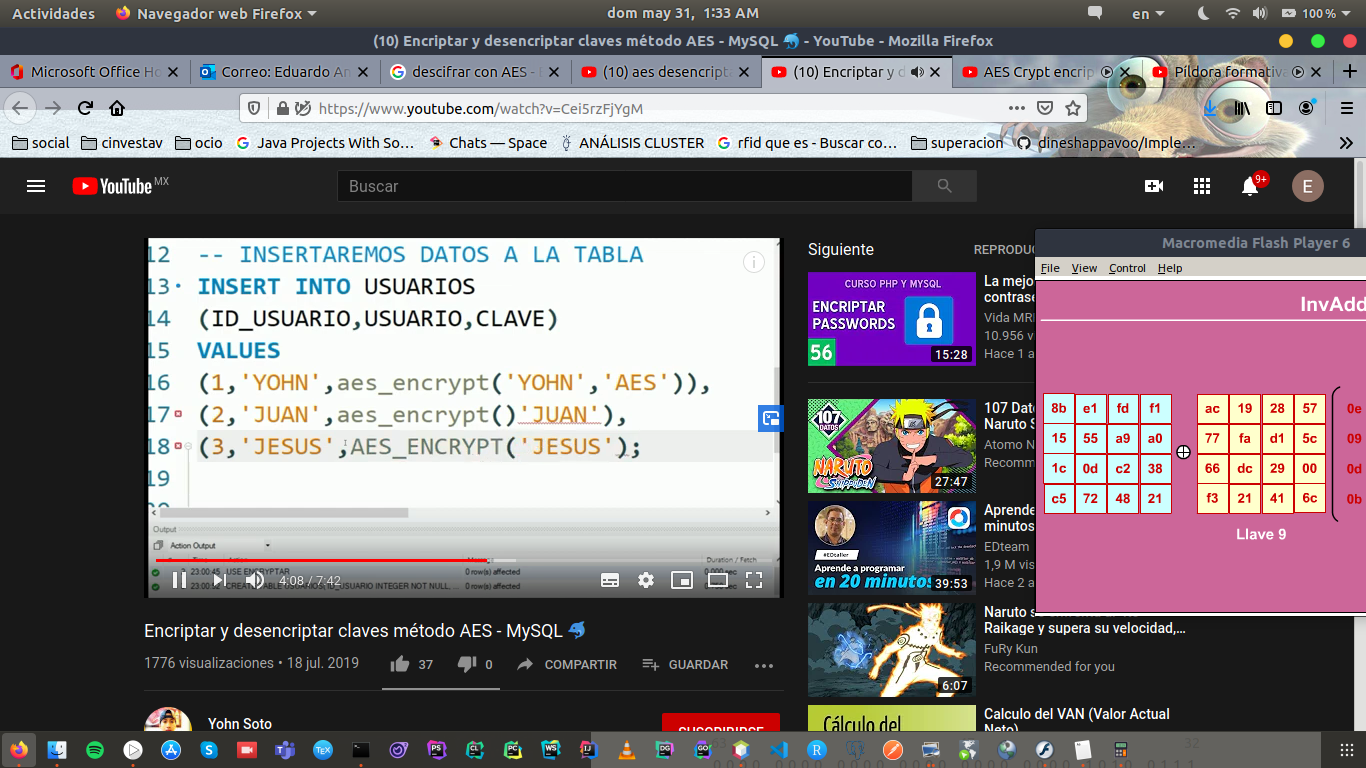 Actividades
Navegador web Firefox
dom may 31, 1:33 AM
en
100 %
(10) Encriptar y desencriptar claves método AES - MySQL 🐬 - YouTube - Mozilla Firefox
Microsoft Office Ho
Correo: Eduardo An
descifrar con AES -
(10) aes desencripta
(10) Encriptar y d
AES Crypt encrip
Píldora formativa
https://www.youtube.com/watch?v=Cei5rzFjYgM
social
cinvestav
ocio
Java Projects With So…
Chats — Space
ANÁLISIS CLUSTER
rfid que es - Buscar co…
superacion
dineshappavoo/Imple…
YouTube MX
Buscar
9+
E
12 -- INSERTAREMOS DATOS A LA TABLA
13 INSERT INTO USUARIOS
14 (ID_USUARIO,USUARIO,CLAVE)
15 VALUES
16 (1,'YOHN',aes_encrypt('YOHN','AES')),
17 (2,'JUAN',aes_encrypt()'JUAN'),
18 (3,'JESUS',AES_ENCRYPT('JESUS');
19
Output
Action Output
Duration / Fetch
23:00:45 USE ENCRYPTAR
0 row(s) affected
0.000 sec
ID_USUARIO INTEGER NOT NULL, ...
0 row(s) affected
4:08 / 7:42
Encriptar y desencriptar claves método AES - MySQL 🐬
1776 visualizaciones • 18 jul. 2019
37
0
COMPARTIR
GUARDAR
Yohn Soto
SUSCRIBIRSE
Siguiente
REPRODU
CURSO PHP Y MYSQL
ENCRIPTAR
PASSWORDS
56
15:28
La mejo
contras
Vida MR
10.956 v
Hace 1 a
107 DATOS
NARUTO
SHIPPUDEN
27:47
107 Dat
Naruto S
Atomo N
Recomm
#EDtaller
Aprende a programar
en 20 minutos
39:53
Aprende
minutos
EDteam
1,9 M vis
Hace 2 a
6:07
Naruto s
Raikage y supera su velocidad,…
FuRy Kun
Recommended for you
Cálculo del
Calculo del VAN (Valor Actual
Neto)
Macromedia Flash Player 6
File View Control Help
InvAdd
8b e1 fd f1
15 55 a9 a0
1c 0d c2 38
c5 72 48 21
ac 19 28 57
77 fa d1 5c
66 dc 29 00
f3 21 41 6c
0e
09
0d
0b
Llave 9